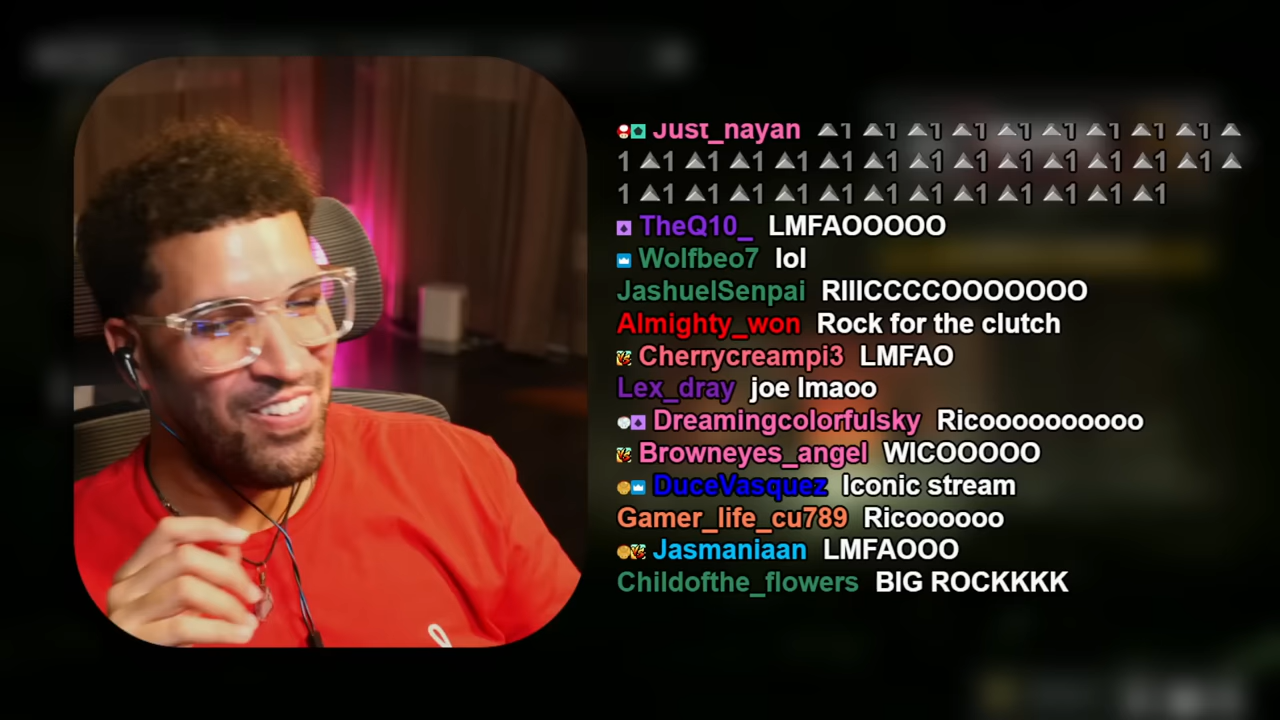 Just_nayan 1 1 1 1 1 1 1 1 1
1 1 1 1 1 1 1 1 1 1 1 1 1 1
1 1 1 1 1 1 1 1 1 1 1 1 1
TheQ10_ LMFAOOOOO
Wolfbeo7 lol
JashuelSenpai RIIICCCCOOOOOOO
Almighty_won Rock for the clutch
Cherrycreampi3 LMFAO
Lex_dray joe lmaoo
Dreamingcolorfulsky Ricoooooooooo
Browneyes_angel WICOOOOO
DuceVasquez Iconic stream
Gamer_life_cu789 Ricoooooo
Jasmaniaan LMFAOOO
Childofthe_flowers BIG ROCKKKK